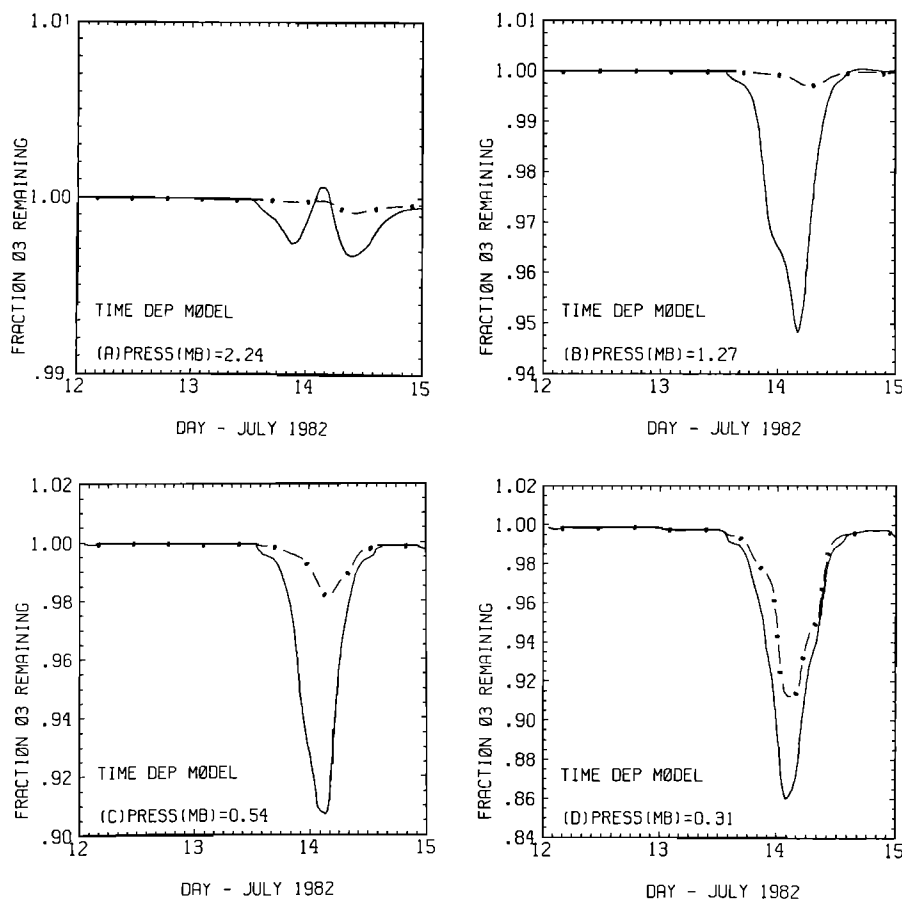 1.01
1.00
.99
FRACTION Ø3 REMAINING
TIME DEP MØDEL
(A)PRESS(MB)=2.24
12 13 14 15
DAY - JULY 1982
1.01
1.00
.99
.98
.97
.96
.95
.94
FRACTION Ø3 REMAINING
TIME DEP MØDEL
(B)PRESS(MB)=1.27
12 13 14 15
DAY - JULY 1982
1.02
1.00
.98
.96
.94
.92
.90
FRACTION Ø3 REMAINING
TIME DEP MØDEL
(C)PRESS(MB)=0.54
12 13 14 15
DAY - JULY 1982
1.02
1.00
.98
.96
.94
.92
.90
.88
.86
.84
FRACTION Ø3 REMAINING
TIME DEP MØDEL
(D)PRESS(MB)=0.31
12 13 14 15
DAY - JULY 1982